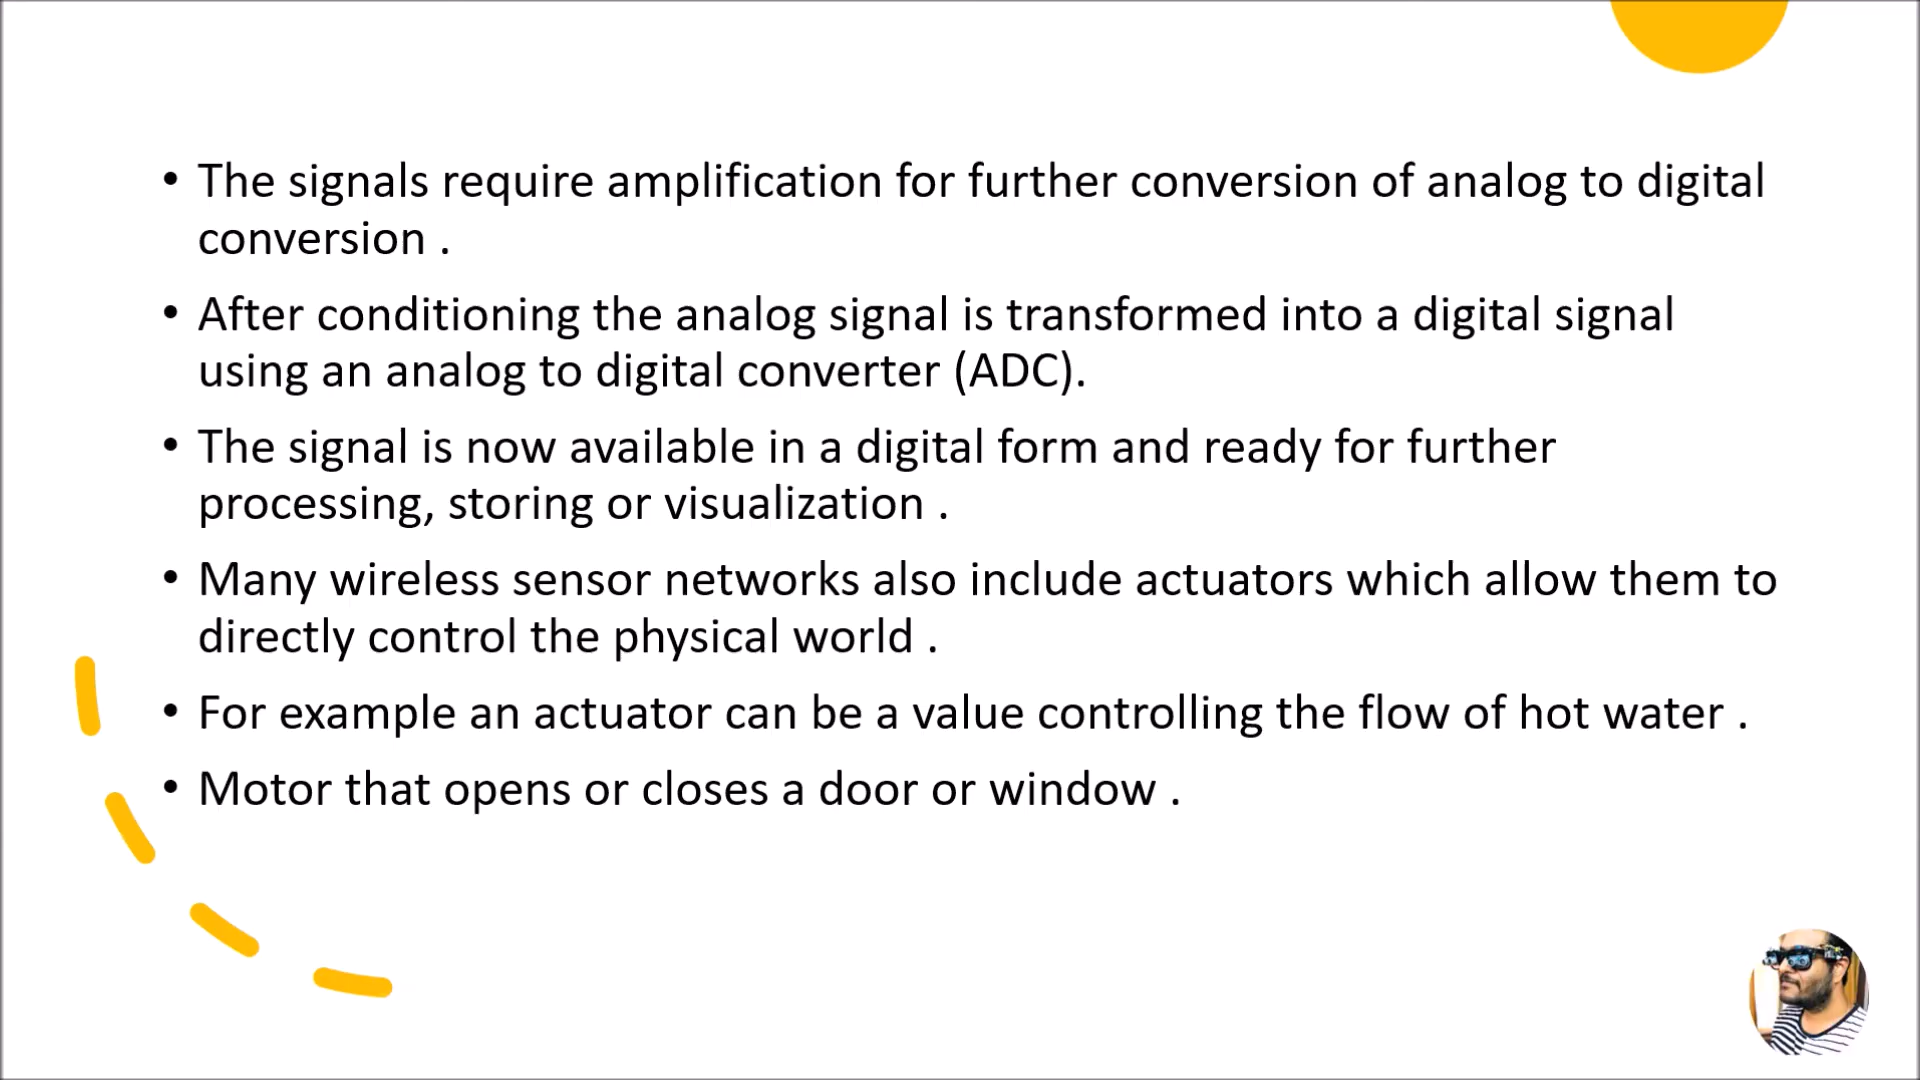 • The signals require amplification for further conversion of analog to digital
conversion .
• After conditioning the analog signal is transformed into a digital signal
using an analog to digital converter (ADC).
• The signal is now available in a digital form and ready for further
processing, storing or visualization .
• Many wireless sensor networks also include actuators which allow them to
directly control the physical world .
• For example an actuator can be a value controlling the flow of hot water .
• Motor that opens or closes a door or window .